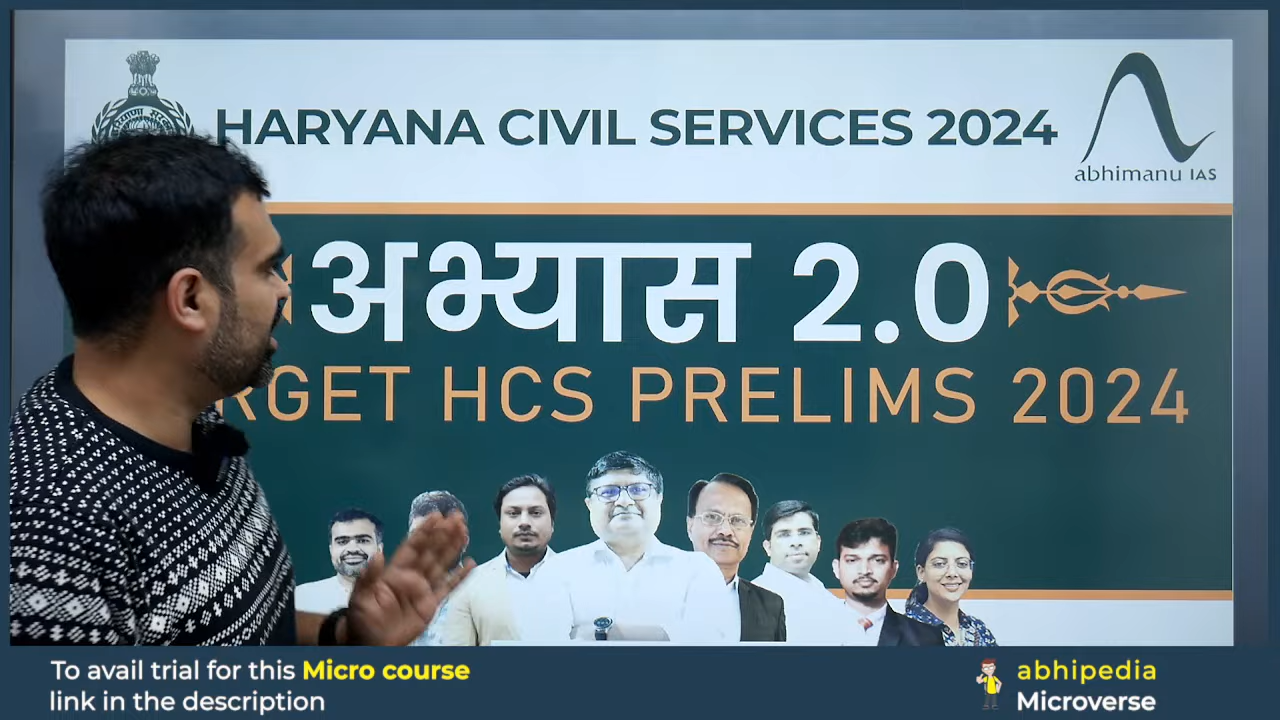 HARYANA CIVIL SERVICES 2024
abhimanu IAS
अभ्यास 2.0
RGET HCS PRELIMS 2024
To avail trial for this Micro course
link in the description
abhipedia
Microverse